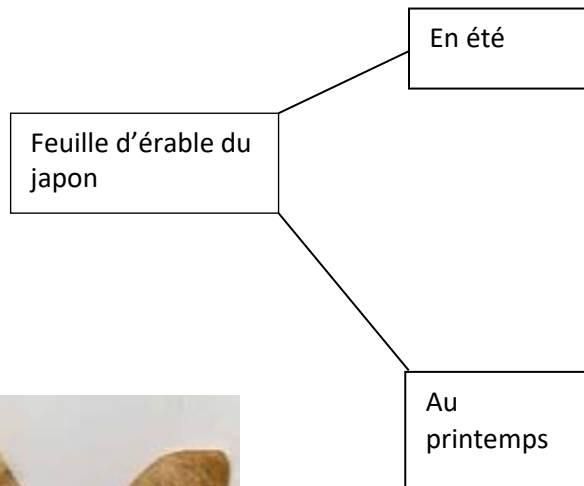 En été
Feuille d’érable du
japon
Au
printemps